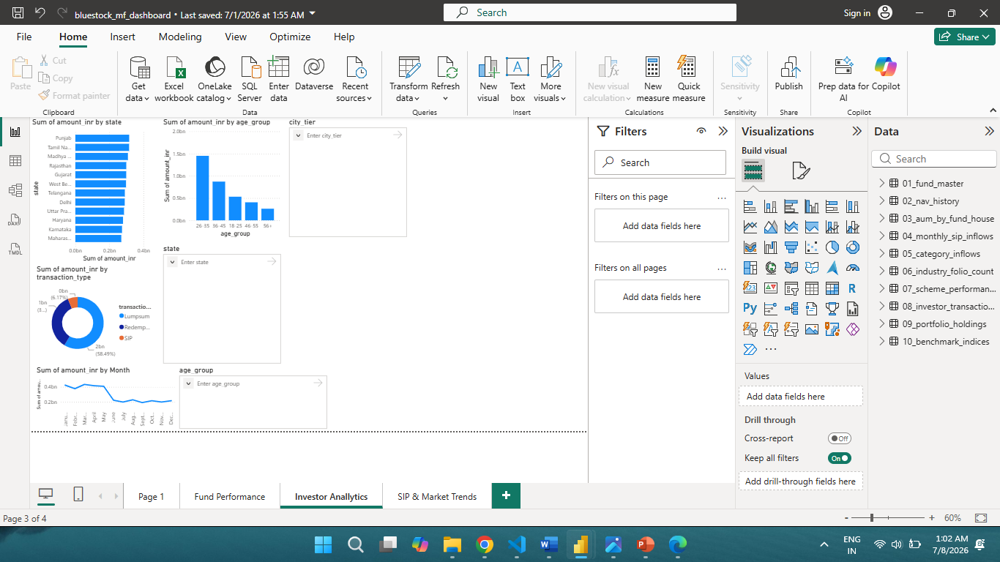 bluestock_mf_dashboard • Last saved: 7/1/2026 at 1:55 AM
Search
Sign in
File
Home
Insert
Modeling
View
Optimize
Help
Share
Paste
Cut
Copy
Format painter
Clipboard
Get data
Excel workbook
OneLake catalog
SQL Server
Enter data
Dataverse
Recent sources
Data
Transform data
Refresh
Queries
New visual
Text box
More visuals
Insert
New visual calculation
New measure
Quick measure
Calculations
Sensitivity
Sensitivity
Publish
Share
Prep data for AI
Copilot
Copilot
DAX
TMDL
Sum of amount_inr by state
state
Punjab
Tamil Na...
Madhya ...
Rajasthan
Gujarat
West Be...
Telangana
Delhi
Uttar Pra...
Haryana
Karnataka
Maharas...
0.0bn 0.2bn 0.4bn
Sum of amount_inr
Sum of amount_inr by age_group
Sum of amount_inr
2.0bn
1.5bn
1.0bn
0.5bn
0.0bn
26-35 36-45 18-25 46-55 56+
age_group
city_tier
Enter city_tier
Sum of amount_inr by
transaction_type
0bn
(6.17%)
1bn
(3...)
2bn
(58.49%)
transactio...
Lumpsum
Redemp...
SIP
state
Enter state
Sum of amount_inr by Month
Sum of amou...
0.4bn
0.2bn
Janu...
Febr...
Mar...
April
May
June
July
Aug...
Sept...
Oct...
Nov...
Dec...
age_group
Enter age_group
Filters
Search
Filters on this page
...
Add data fields here
Filters on all pages
...
Add data fields here
Visualizations
Build visual
123
R
Py
...
Values
Add data fields here
Drill through
Cross-report
Off
Keep all filters
On
Add drill-through fields here
Data
Search
01_fund_master
02_nav_history
03_aum_by_fund_house
04_monthly_sip_inflows
05_category_inflows
06_industry_folio_count
07_scheme_performan...
08_investor_transactio...
09_portfolio_holdings
10_benchmark_indices
Page 1
Fund Performance
Investor Anallytics
SIP & Market Trends
+
Page 3 of 4
- + 60%
ENG
IN
1:02 AM
7/8/2026